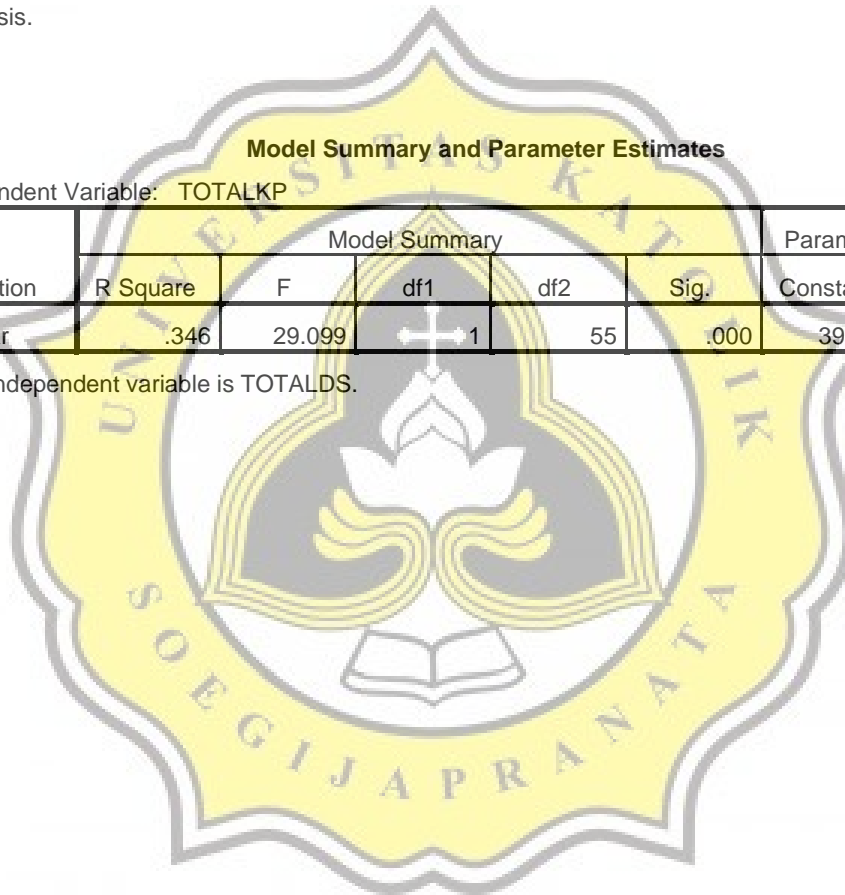 sis.
Model Summary and Parameter Estimates
ndent Variable: TOTALKP
Model Summary Param
tion R Square F df1 df2 Sig. Consta
r .346 29.099 1 55 .000 39
ndependent variable is TOTALDS.
UNIVERSITAS KATOLIK
SOEGIJAPRANATA